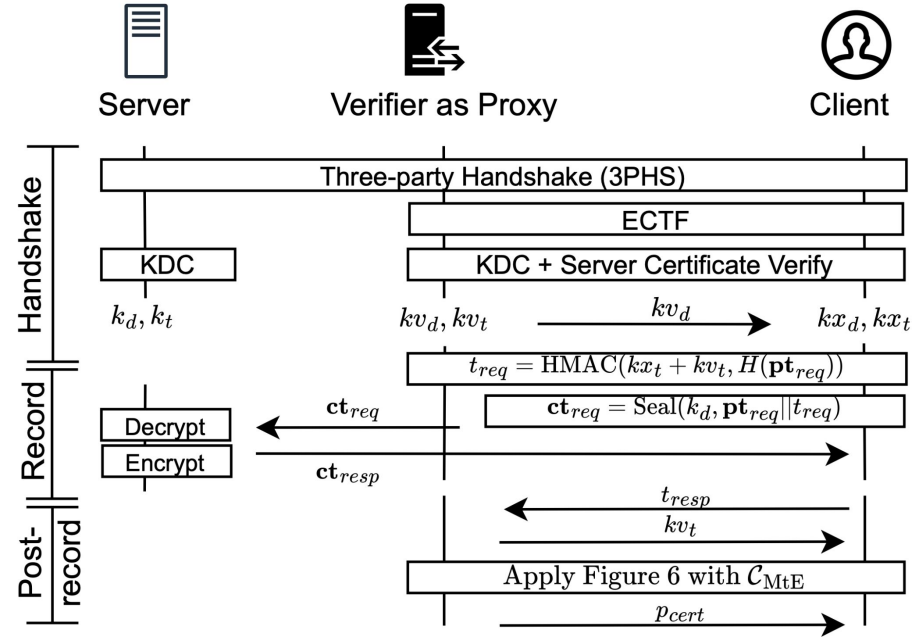 Server
Verifier as Proxy
Client
Handshake
Three-party Handshake (3PHS)
ECTF
KDC
KDC + Server Certificate Verify
k_d, k_t
kv_d, kv_t
kv_d
kx_d, kx_t
Record
t_req = HMAC(kx_t + kv_t, H(pt_req))
ct_req = Seal(k_d, pt_req||t_req)
ct_req
Decrypt
Encrypt
ct_resp
Post-
record
t_resp
kv_t
Apply Figure 6 with C_MtE
p_cert